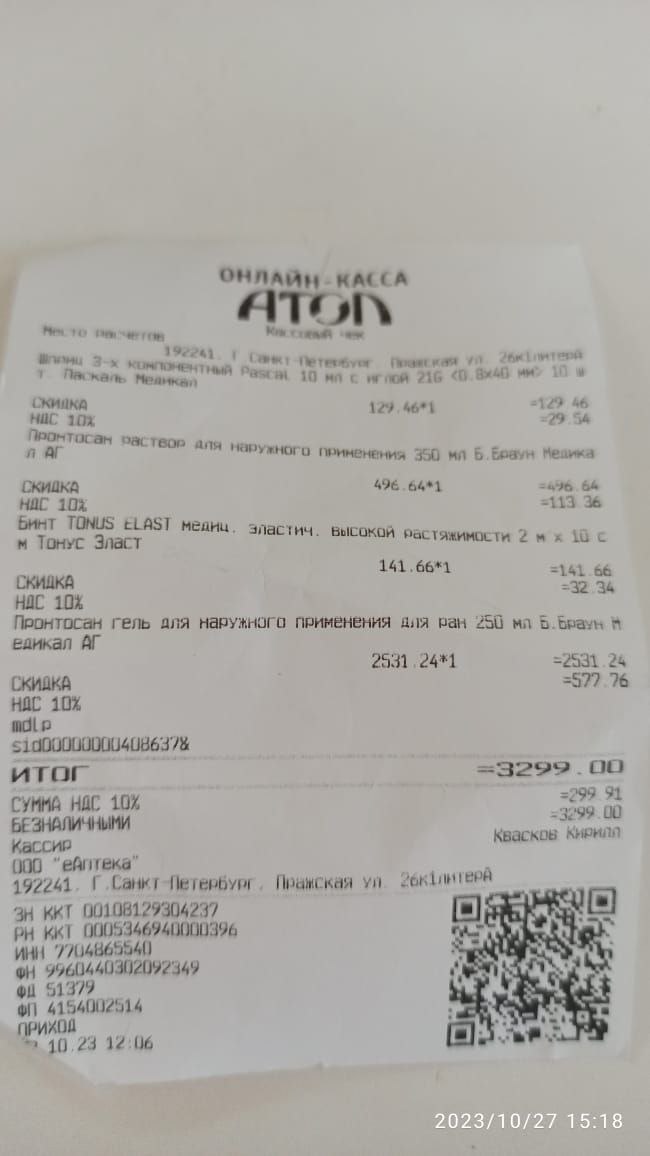 ОНЛАЙН-КАССА
АТОЛ
Кассовый чек
Место расчетов
192241. Г.Санкт-Петербург. Пражская ул. 26к1литерА
Шприц 3-х компонентный Pascal 10 мл с иглой 21G <0.8x40 мм> 10 ш
т. Паскаль Медикал
129.46*1 =129.46
СКИДКА =29.54
НДС 10%
Пронтосан раствор для наружного применения 350 мл Б.Браун Медика
л АГ
496.64*1 =496.64
СКИДКА =113.36
НДС 10%
Бинт TONUS ELAST медиц. эластич. высокой растяжимости 2 м x 10 с
м Тонус Эласт
141.66*1 =141.66
СКИДКА =32.34
НДС 10%
Пронтосан гель для наружного применения для ран 250 мл Б.Браун М
едикал АГ
2531.24*1 =2531.24
СКИДКА =577.76
НДС 10%
mdlp
sid00000000408637&
ИТОГ =3299.00
СУММА НДС 10% =299.91
БЕЗНАЛИЧНЫМИ =3299.00
Кассир Квасков Кирилл
ООО "еАптека"
192241. Г.Санкт-Петербург. Пражская ул. 26к1литерА
ЗН ККТ 00108129304237
РН ККТ 0005346940000396
ИНН 7704865540
ФН 9960440302092349
ФД 51379
ФП 4154002514
ПРИХОД
10.23 12:06
2023/10/27 15:18